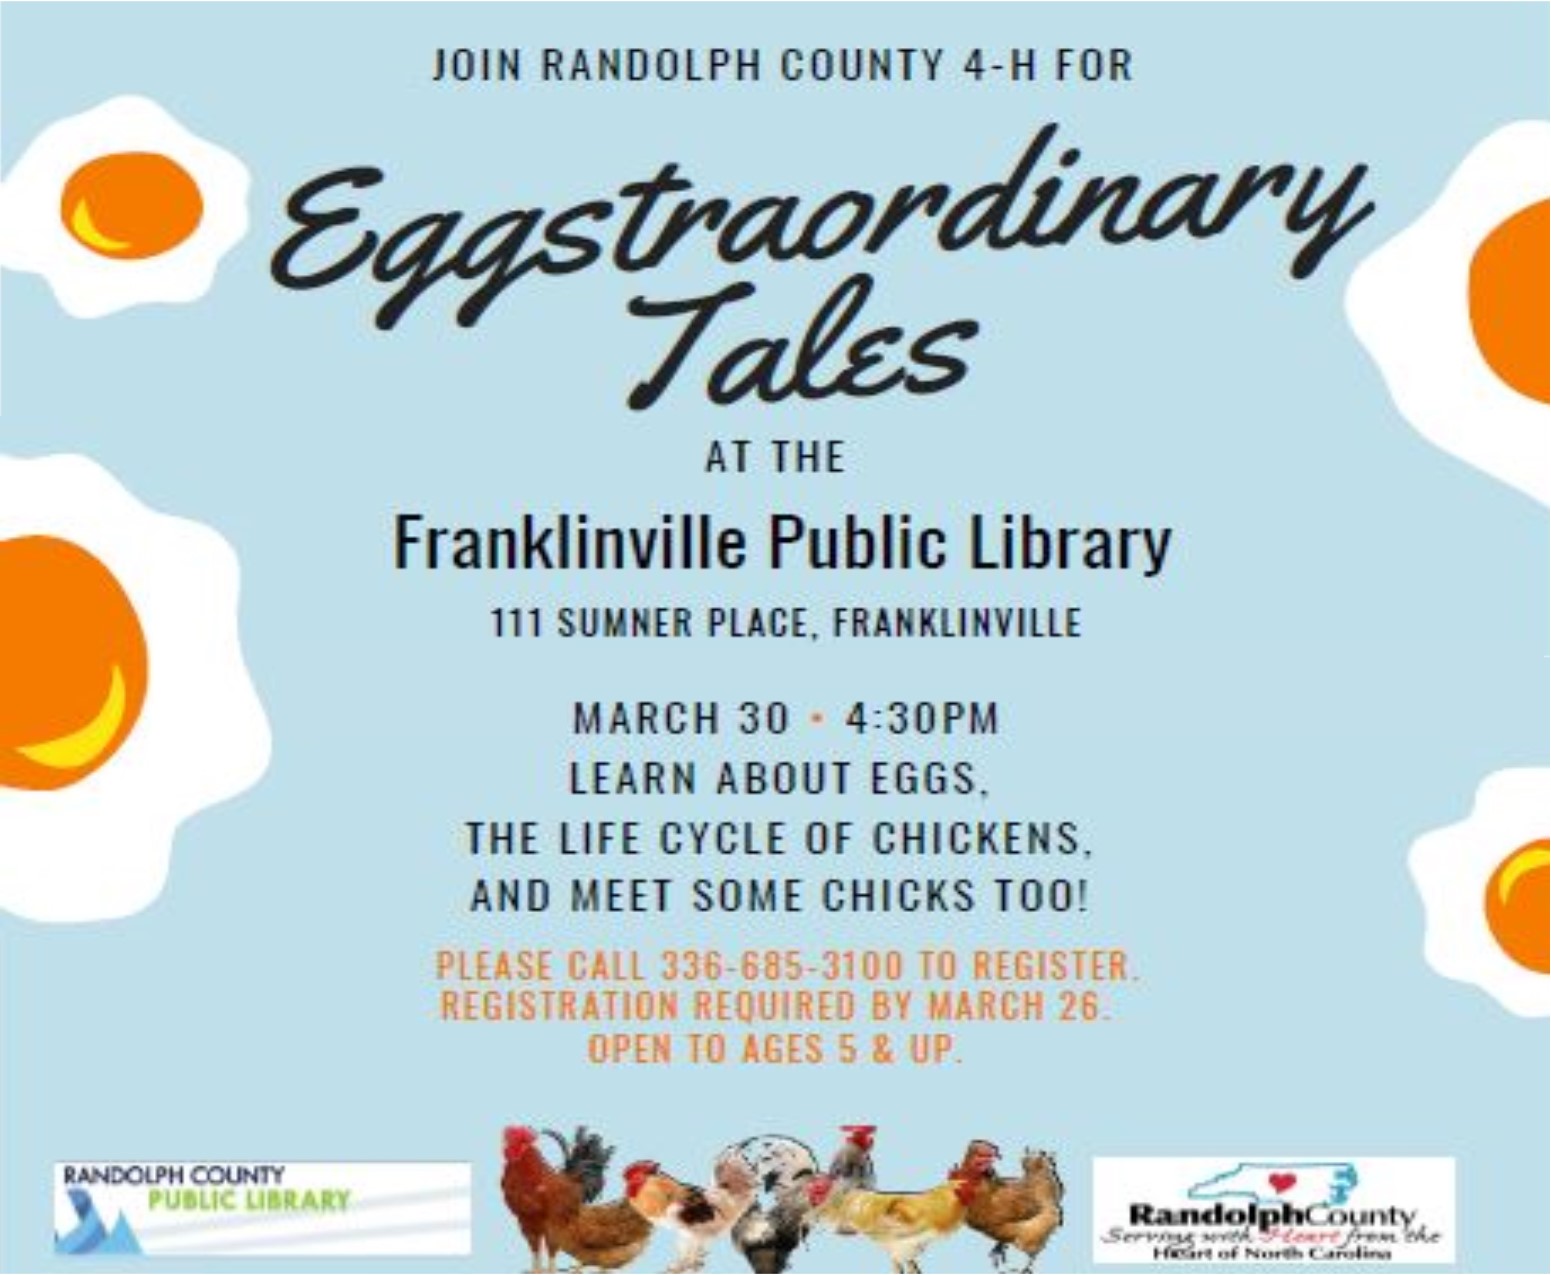 JOIN RANDOLPH COUNTY 4-H FOR
Eggstraordinary
Tales
AT THE
Franklinville Public Library
111 SUMNER PLACE, FRANKLINVILLE
MARCH 30 • 4:30PM
LEARN ABOUT EGGS,
THE LIFE CYCLE OF CHICKENS,
AND MEET SOME CHICKS TOO!
PLEASE CALL 336-685-3100 TO REGISTER.
REGISTRATION REQUIRED BY MARCH 26.
OPEN TO AGES 5 & UP.
RANDOLPH COUNTY
PUBLIC LIBRARY
RandolphCounty
Serving with Heart from the
Heart of North Carolina